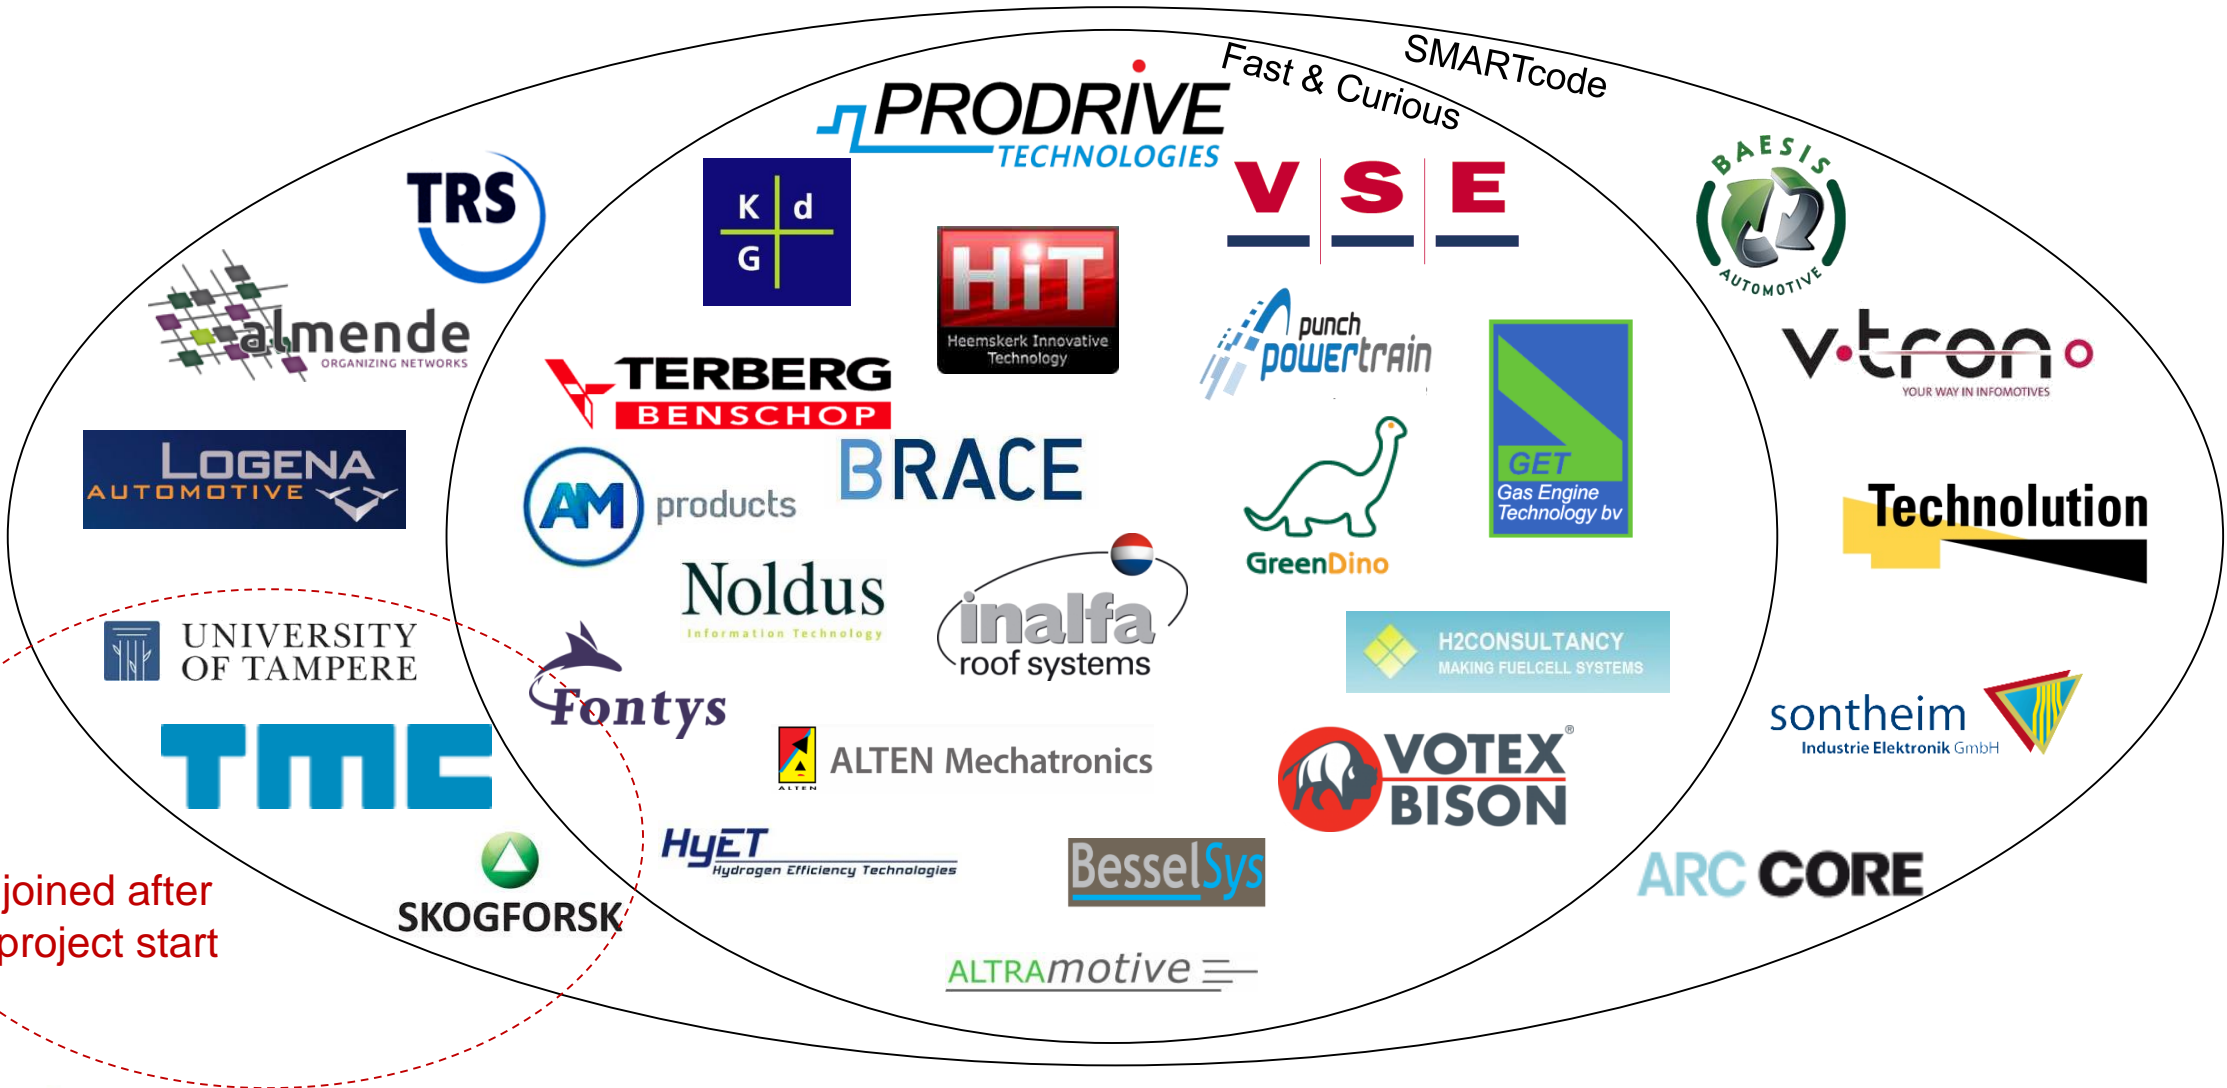 SMARTcode
Fast & Curious
PRODRIVE
TECHNOLOGIES
TRS
K d
G
V S E
BAESIS
AUTOMOTIVE
HiT
Heemskerk Innovative
Technology
almende
ORGANIZING NETWORKS
punch
powertrain
v·tron
YOUR WAY IN INFOMOTIVES
TERBERG
BENSCHOP
LOGENA
AUTOMOTIVE
AM products
BRACE
GreenDino
GET
Gas Engine
Technology bv
Technolution
UNIVERSITY
OF TAMPERE
Noldus
Information Technology
inalfa
roof systems
H2CONSULTANCY
MAKING FUELCELL SYSTEMS
Fontys
TMC
ALTEN
ALTEN Mechatronics
VOTEX®
BISON
sontheim
Industrie Elektronik GmbH
SKOGFORSK
HyET
Hydrogen Efficiency Technologies
BesselSys
ARC CORE
joined after
project start
ALTRAmotive